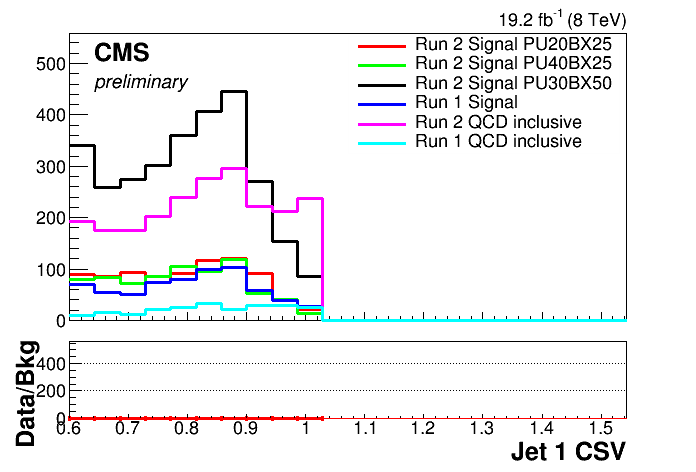 19.2 fb-1 (8 TeV)
CMS
preliminary
Run 2 Signal PU20BX25
Run 2 Signal PU40BX25
Run 2 Signal PU30BX50
Run 1 Signal
Run 2 QCD inclusive
Run 1 QCD inclusive
500
400
300
200
100
0
Data/Bkg
400
200
0
0.6 0.7 0.8 0.9 1 1.1 1.2 1.3 1.4 1.5
Jet 1 CSV